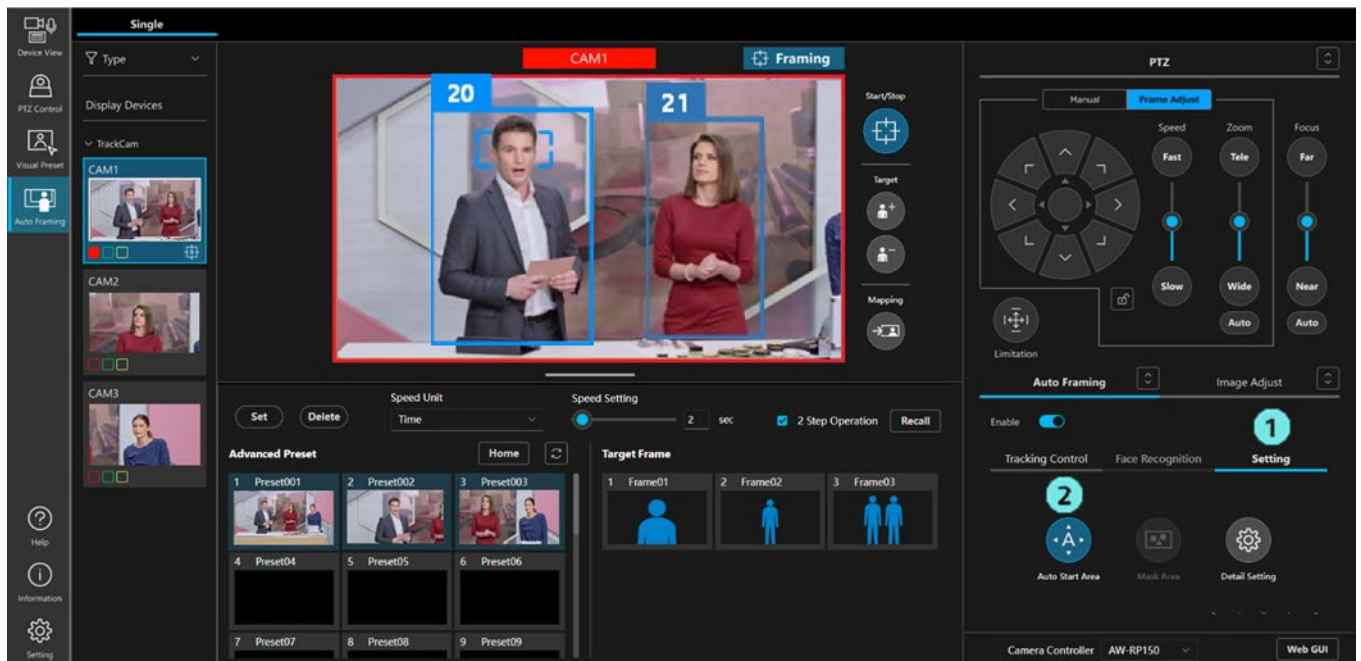 Device View
PTZ Control
Visual Preset
Auto Framing
Help
Information
Setting
Single
Type
Display Devices
TrackCam
CAM1
CAM2
CAM3
CAM1
Framing
20
21
Start/Stop
Target
Mapping
Set
Delete
Speed Unit
Time
Speed Setting
2 sec
2 Step Operation
Recall
Advanced Preset
Home
1 Preset001
2 Preset002
3 Preset003
4 Preset04
5 Preset05
6 Preset06
7 Preset07
8 Preset08
9 Preset09
Target Frame
1 Frame01
2 Frame02
3 Frame03
PTZ
Manual
Frame Adjust
Speed
Zoom
Focus
Fast
Tele
Far
Slow
Wide
Near
Auto
Auto
Limitation
Auto Framing
Image Adjust
Enable
1
Tracking Control
Face Recognition
Setting
2
A
Auto Start Area
Mask Area
Detail Setting
Camera Controller
AW-RP150
Web GUI